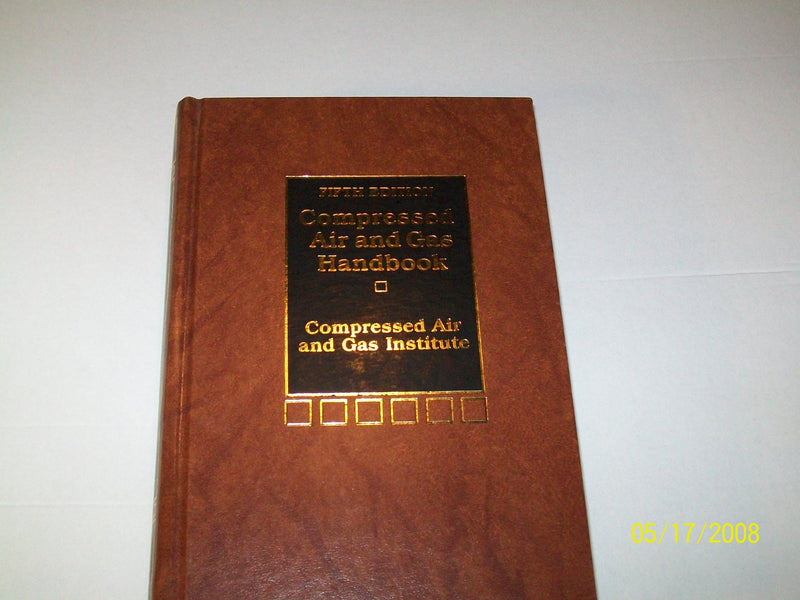 FIFTH EDITION
Compressed
Air and Gas
Handbook
Compressed Air
and Gas Institute
05/17/2008